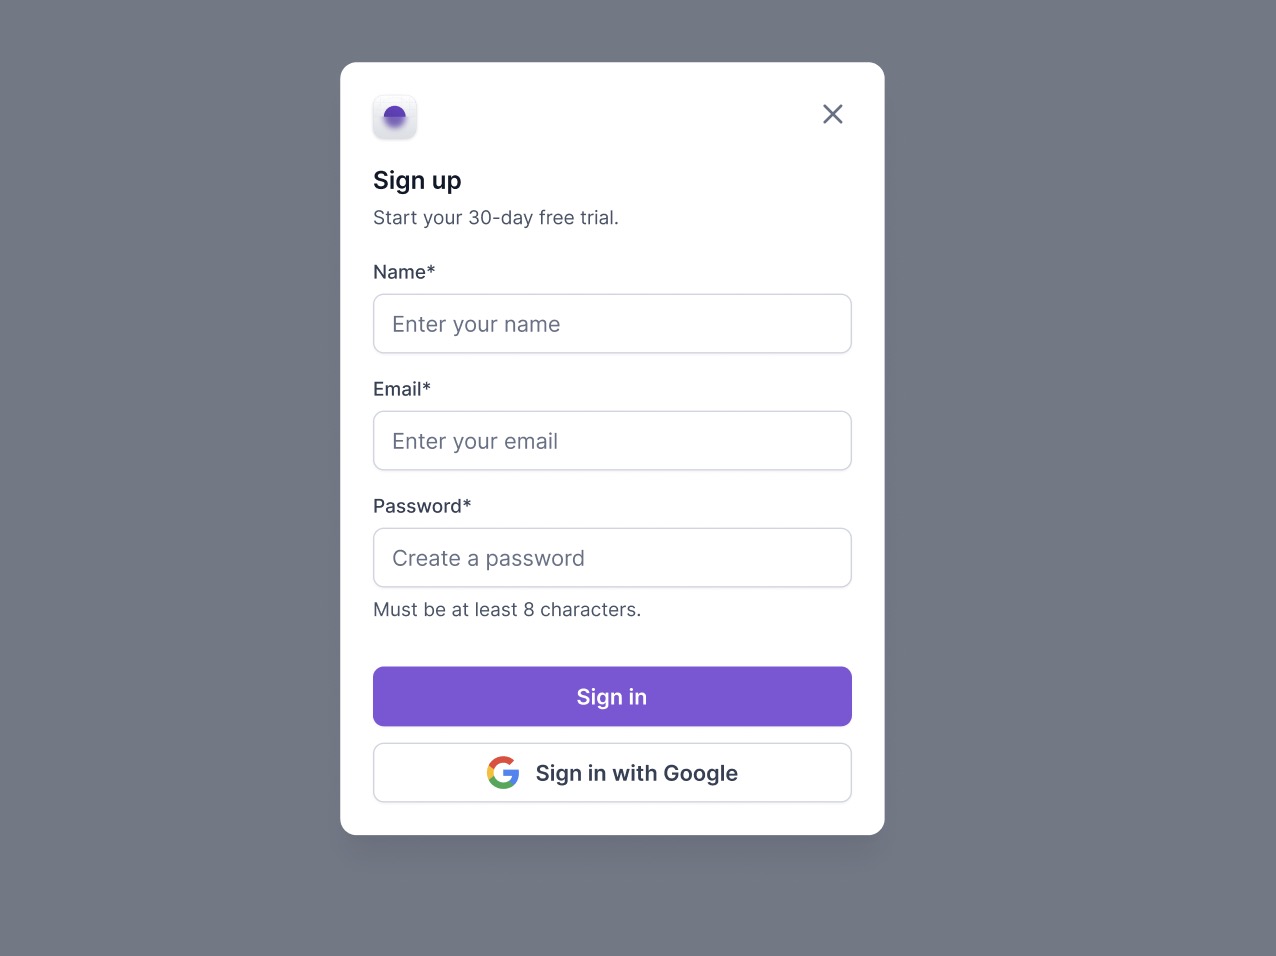 Sign up
Start your 30-day free trial.
Name*
Enter your name
Email*
Enter your email
Password*
Create a password
Must be at least 8 characters.
Sign in
Sign in with Google